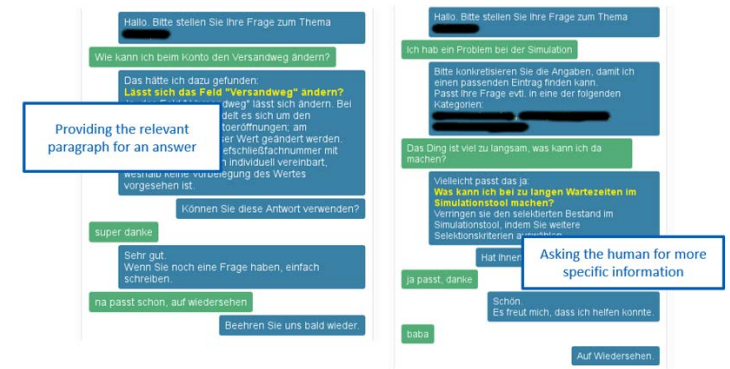 Hallo. Bitte stellen Sie Ihre Frage zum Thema
Wie kann ich beim Konto den Versandweg ändern?
Das hätte ich dazu gefunden:
Lässt sich das Feld "Versandweg" ändern?
dweg" lässt sich ändern. Bei
delt es sich um den
toeröffnungen; am
ser Wert geändert werden.
efschließfachnummer mit
individuell vereinbart,
weshalb keine Vorbelegung des Wertes
vorgesehen ist.
Providing the relevant
paragraph for an answer
Können Sie diese Antwort verwenden?
super danke
Sehr gut.
Wenn Sie noch eine Frage haben, einfach
schreiben.
na passt schon, auf wiedersehen
Beehren Sie uns bald wieder.
Hallo. Bitte stellen Sie Ihre Frage zum Thema
Ich hab ein Problem bei der Simulation
Bitte konkretisieren Sie die Angaben, damit ich
einen passenden Eintrag finden kann.
Passt Ihre Frage evtl. in eine der folgenden
Kategorien:
Das Ding ist viel zu langsam, was kann ich da
machen?
Vielleicht passt das ja:
Was kann ich bei zu langen Wartezeiten im
Simulationstool machen?
Verringen sie den selektierten Bestand im
Simulationstool, indem Sie weitere
Selektionskriterien auswählen
Hat Ihnen
Asking the human for more
specific information
ja passt, danke
Schön.
Es freut mich, dass ich helfen konnte.
baba
Auf Wiedersehen.